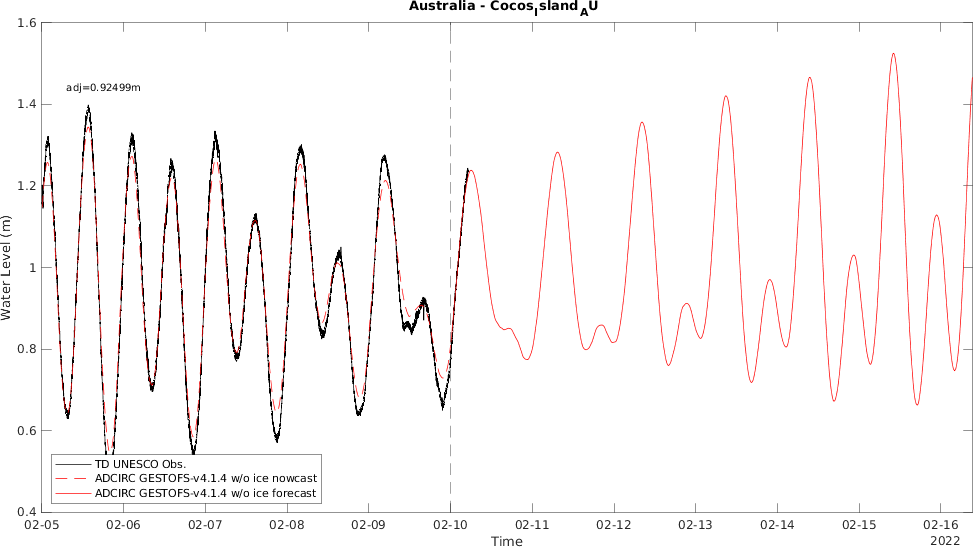 Australia - Cocos_Island_AU
adj=0.92499m
Water Level (m)
1.6
1.4
1.2
1
0.8
0.6
0.4
TD UNESCO Obs.
ADCIRC GESTOFS-v4.1.4 w/o ice nowcast
ADCIRC GESTOFS-v4.1.4 w/o ice forecast
02-05 02-06 02-07 02-08 02-09 02-10 02-11 02-12 02-13 02-14 02-15 02-16
Time
2022